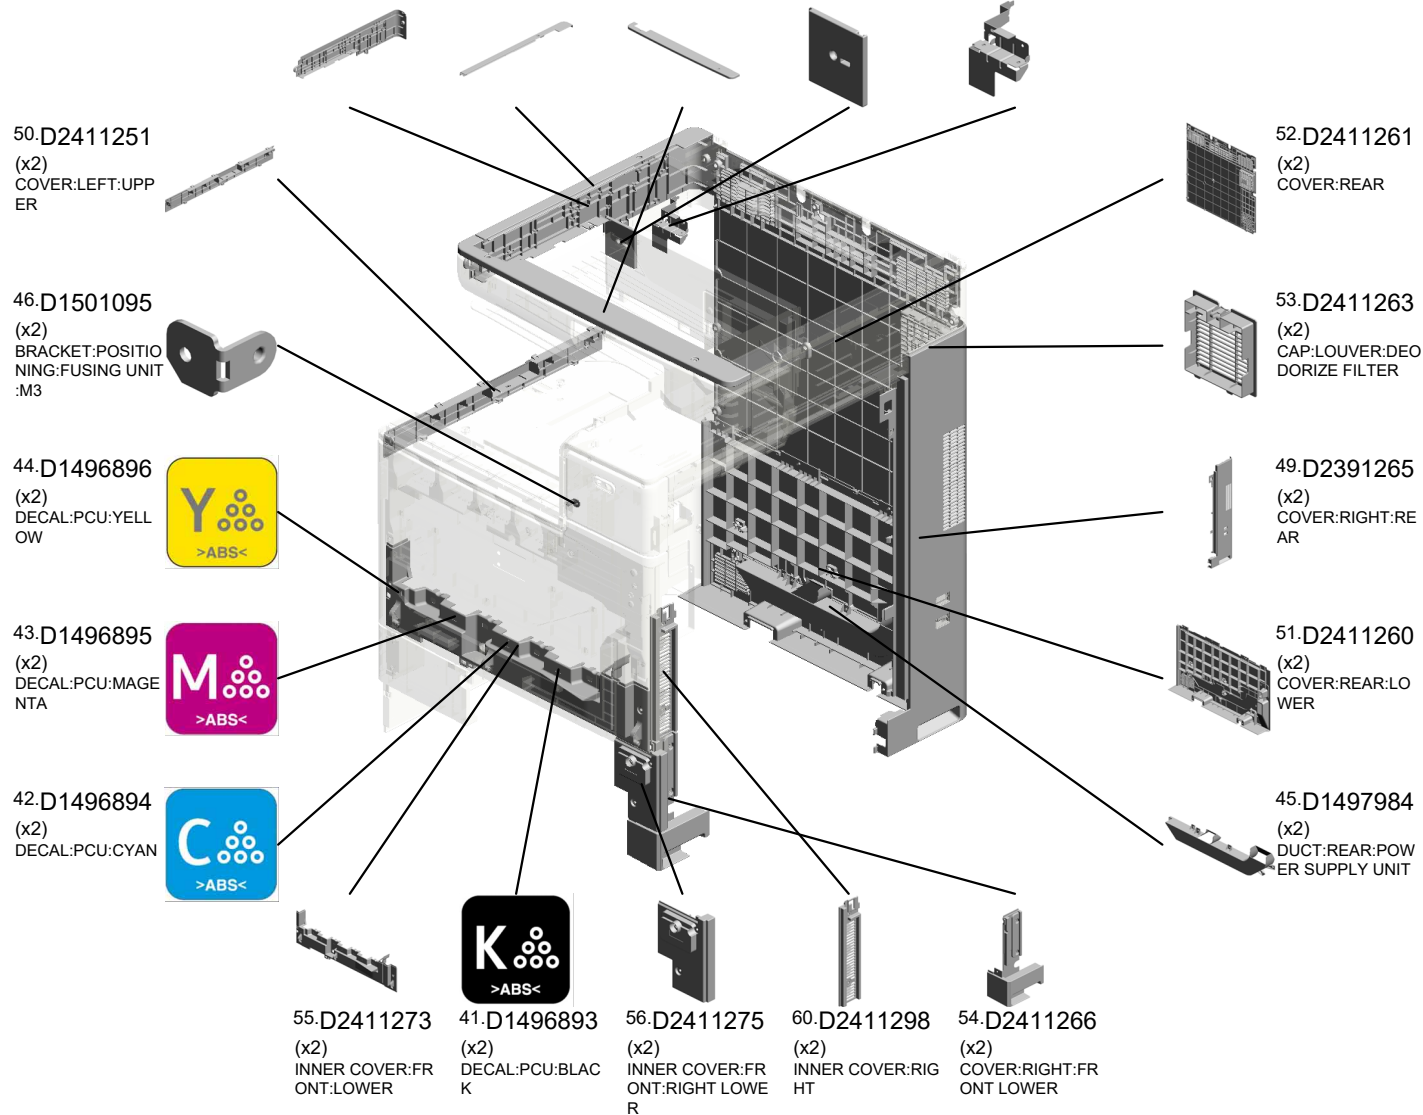 50.D2411251
(x2)
COVER:LEFT:UPP
ER
46.D1501095
(x2)
BRACKET:POSITIO
NING:FUSING UNIT
:M3
44.D1496896
(x2)
DECAL:PCU:YELL
OW
Y
>ABS<
43.D1496895
(x2)
DECAL:PCU:MAGE
NTA
M
>ABS<
42.D1496894
(x2)
DECAL:PCU:CYAN
C
>ABS<
52.D2411261
(x2)
COVER:REAR
53.D2411263
(x2)
CAP:LOUVER:DEO
DORIZE FILTER
49.D2391265
(x2)
COVER:RIGHT:RE
AR
51.D2411260
(x2)
COVER:REAR:LO
WER
45.D1497984
(x2)
DUCT:REAR:POW
ER SUPPLY UNIT
55.D2411273
(x2)
INNER COVER:FR
ONT:LOWER
K
>ABS<
41.D1496893
(x2)
DECAL:PCU:BLAC
K
56.D2411275
(x2)
INNER COVER:FR
ONT:RIGHT LOWE
R
60.D2411298
(x2)
INNER COVER:RIG
HT
54.D2411266
(x2)
COVER:RIGHT:FR
ONT LOWER